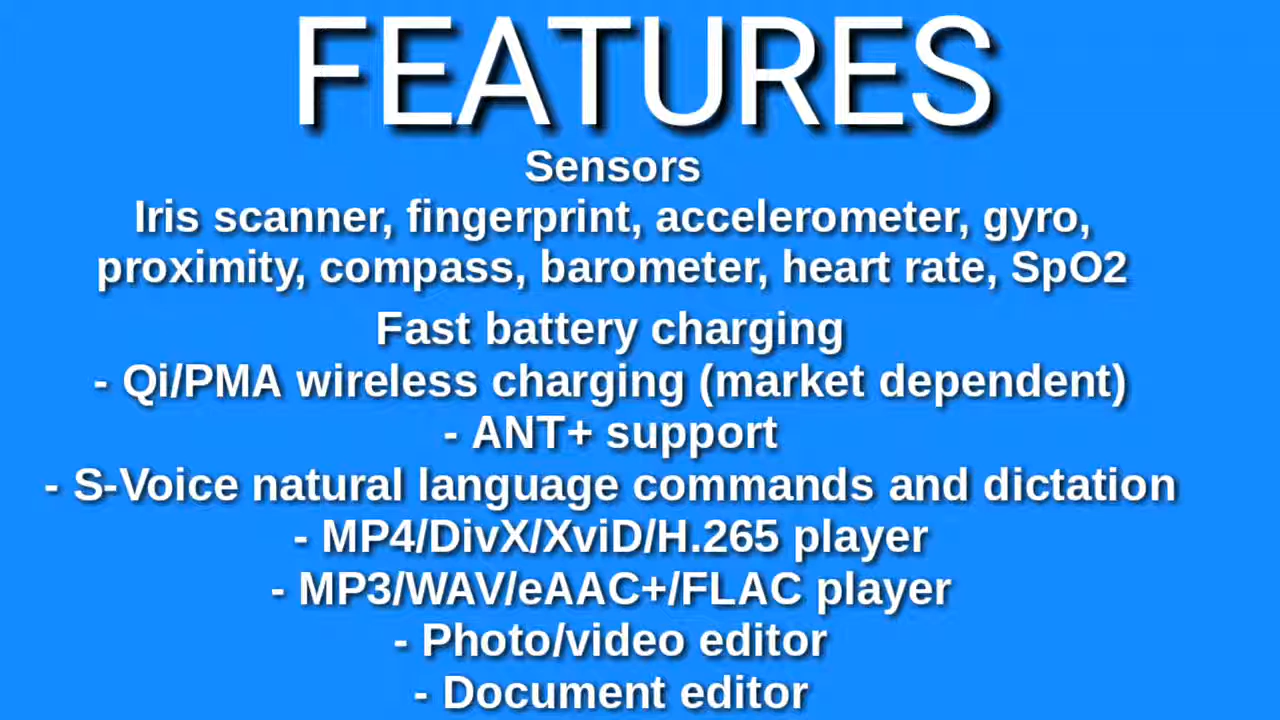 FEATURES
Sensors
Iris scanner, fingerprint, accelerometer, gyro,
proximity, compass, barometer, heart rate, SpO2
Fast battery charging
- Qi/PMA wireless charging (market dependent)
- ANT+ support
- S-Voice natural language commands and dictation
- MP4/DivX/XviD/H.265 player
- MP3/WAV/eAAC+/FLAC player
- Photo/video editor
- Document editor